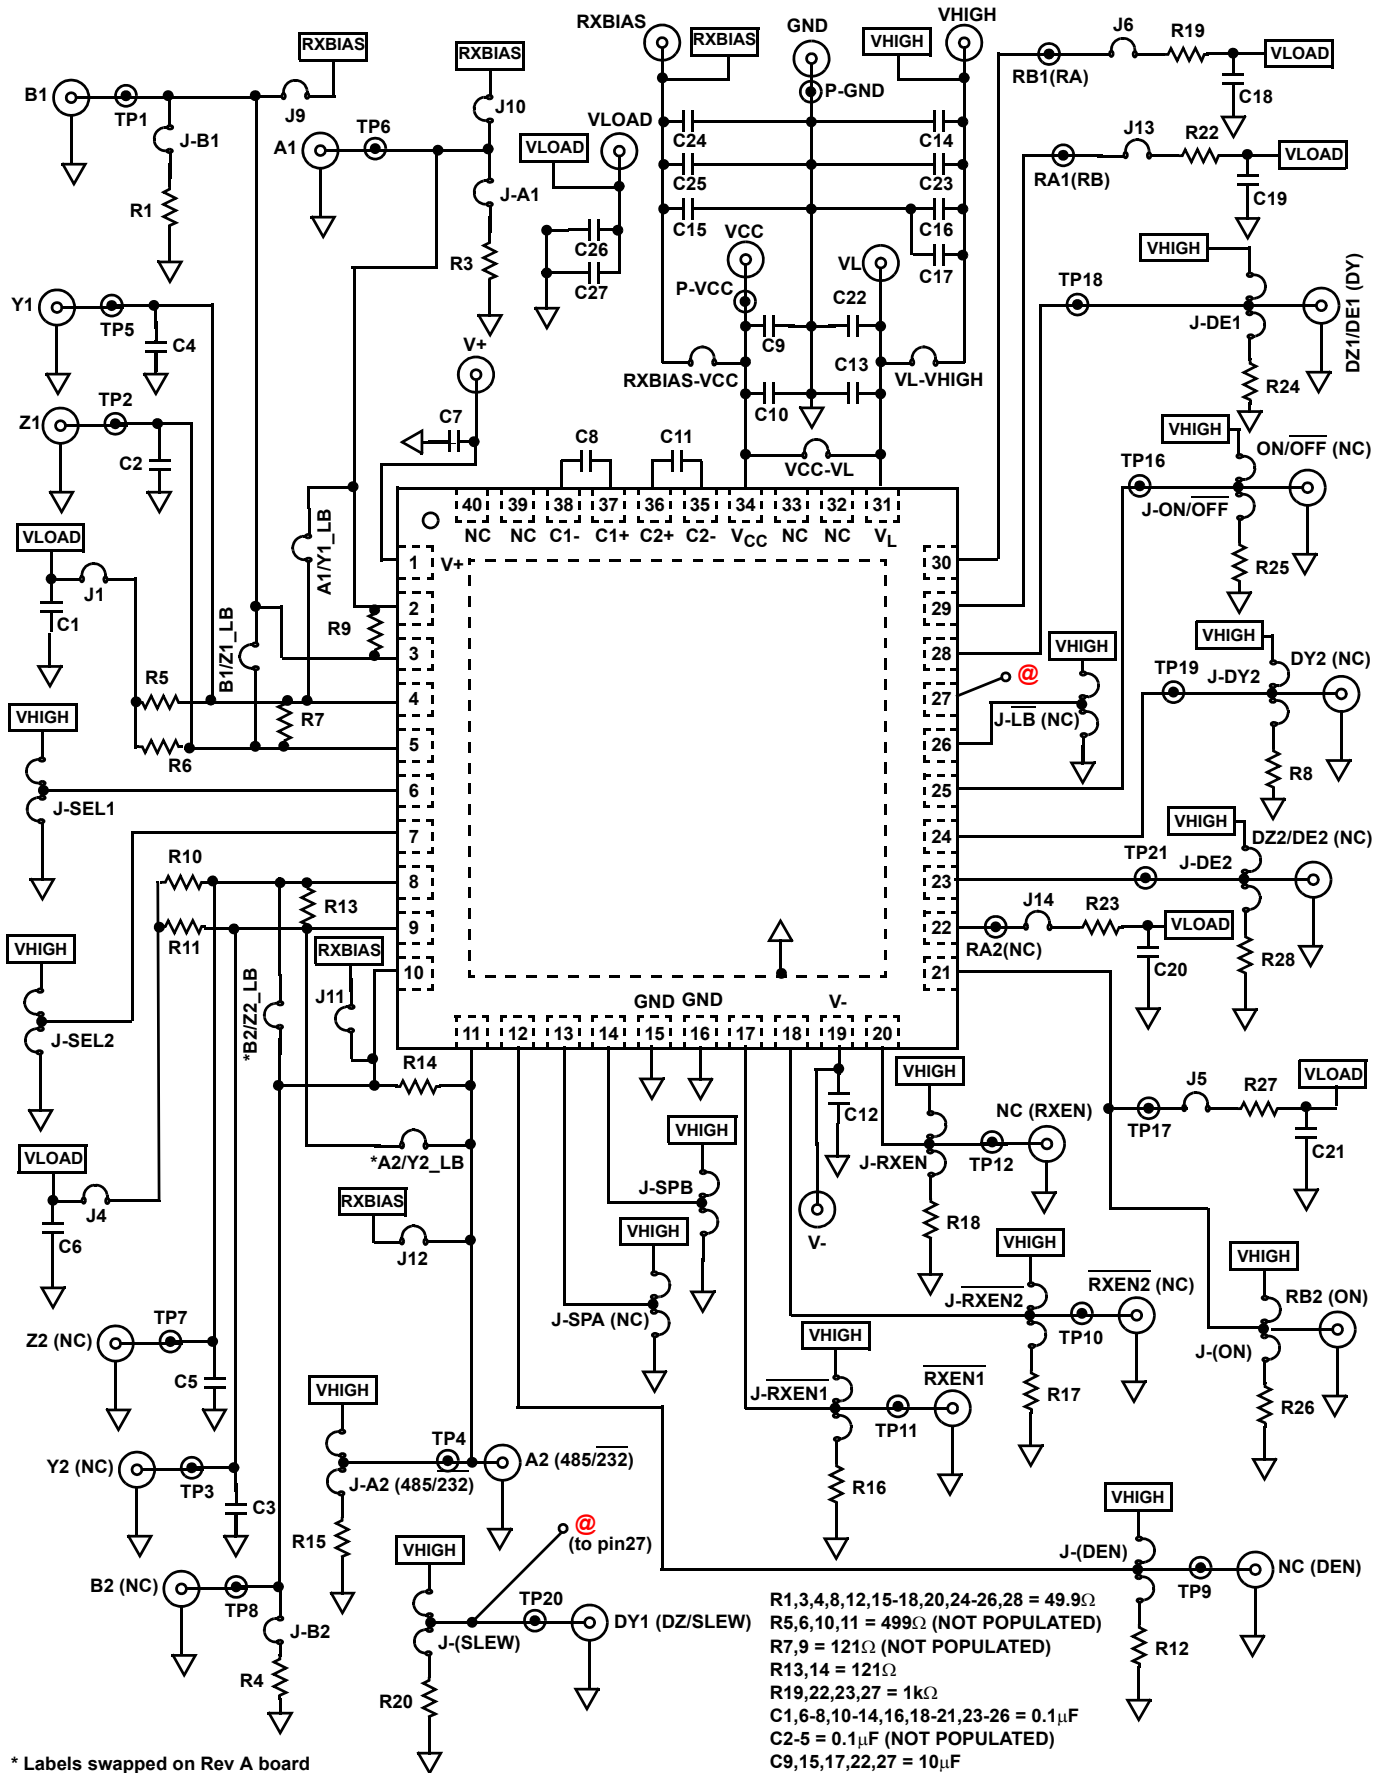 RXBIAS
GND
VHIGH
J6
R19
RXBIAS
RXBIAS
VHIGH
VLOAD
RXBIAS
B1
TP1
J9
J10
RB1(RA)
C18
P-GND
J-B1
A1
TP6
VLOAD
VLOAD
C24
C14
J13
R22
VLOAD
R1
J-A1
C25
C23
RA1(RB)
C19
C15
C16
R3
C26
VCC
VL
C17
VHIGH
C27
P-VCC
C22
TP18
DZ1/DE1 (DY)
Y1
TP5
C4
C9
J-DE1
V+
RXBIAS-VCC
C13
VL-VHIGH
R24
Z1
TP2
C7
C10
C8
C11
VHIGH
ON/OFF (NC)
C2
VCC-VL
TP16
J-ON/OFF
R25
40 39 38 37 36 35 34 33 32 31
NC NC C1- C1+ C2+ C2- VCC NC NC VL
VLOAD
A1/Y1_LB
1 V+
30
J1
C1
2
29
R9
B1/Z1_LB
3
28
VHIGH
VHIGH
DY2 (NC)
TP19
J-DY2
R5
@
4
27
J-LB (NC)
VHIGH
R7
R6
5
26
R8
J-SEL1
6
25
7
24
VHIGH
DZ2/DE2 (NC)
TP21
J-DE2
R10
8
23
R13
R11
9
22
J14
R23
VLOAD
RA2(NC)
C20
R28
VHIGH
RXBIAS
10
21
J11
*B2/Z2_LB
GND GND
V-
J-SEL2
11 12 13 14 15 16 17 18 19 20
R14
VHIGH
J5
R27
VLOAD
C12
NC (RXEN)
TP17
C21
VHIGH
*A2/Y2_LB
J-RXEN
TP12
VLOAD
J-SPB
J4
RXBIAS
R18
C6
J12
VHIGH
V-
VHIGH
VHIGH
J-RXEN2
RXEN2 (NC)
RB2 (ON)
TP7
J-SPA (NC)
TP10
Z2 (NC)
VHIGH
J-(ON)
C5
VHIGH
J-RXEN1
RXEN1
R17
R26
TP11
TP4
A2 (485/232)
Y2 (NC)
TP3
J-A2 (485/232)
R16
C3
VHIGH
R15
@
(to pin27)
VHIGH
J-(DEN)
B2 (NC)
TP8
TP9
NC (DEN)
TP20
DY1 (DZ/SLEW)
J-B2
J-(SLEW)
R12
R4
R20
R1,3,4,8,12,15-18,20,24-26,28 = 49.9Ω
R5,6,10,11 = 499Ω (NOT POPULATED)
R7,9 = 121Ω (NOT POPULATED)
R13,14 = 121Ω
R19,22,23,27 = 1kΩ
C1,6-8,10-14,16,18-21,23-26 = 0.1μF
C2-5 = 0.1μF (NOT POPULATED)
C9,15,17,22,27 = 10μF
* Labels swapped on Rev A board